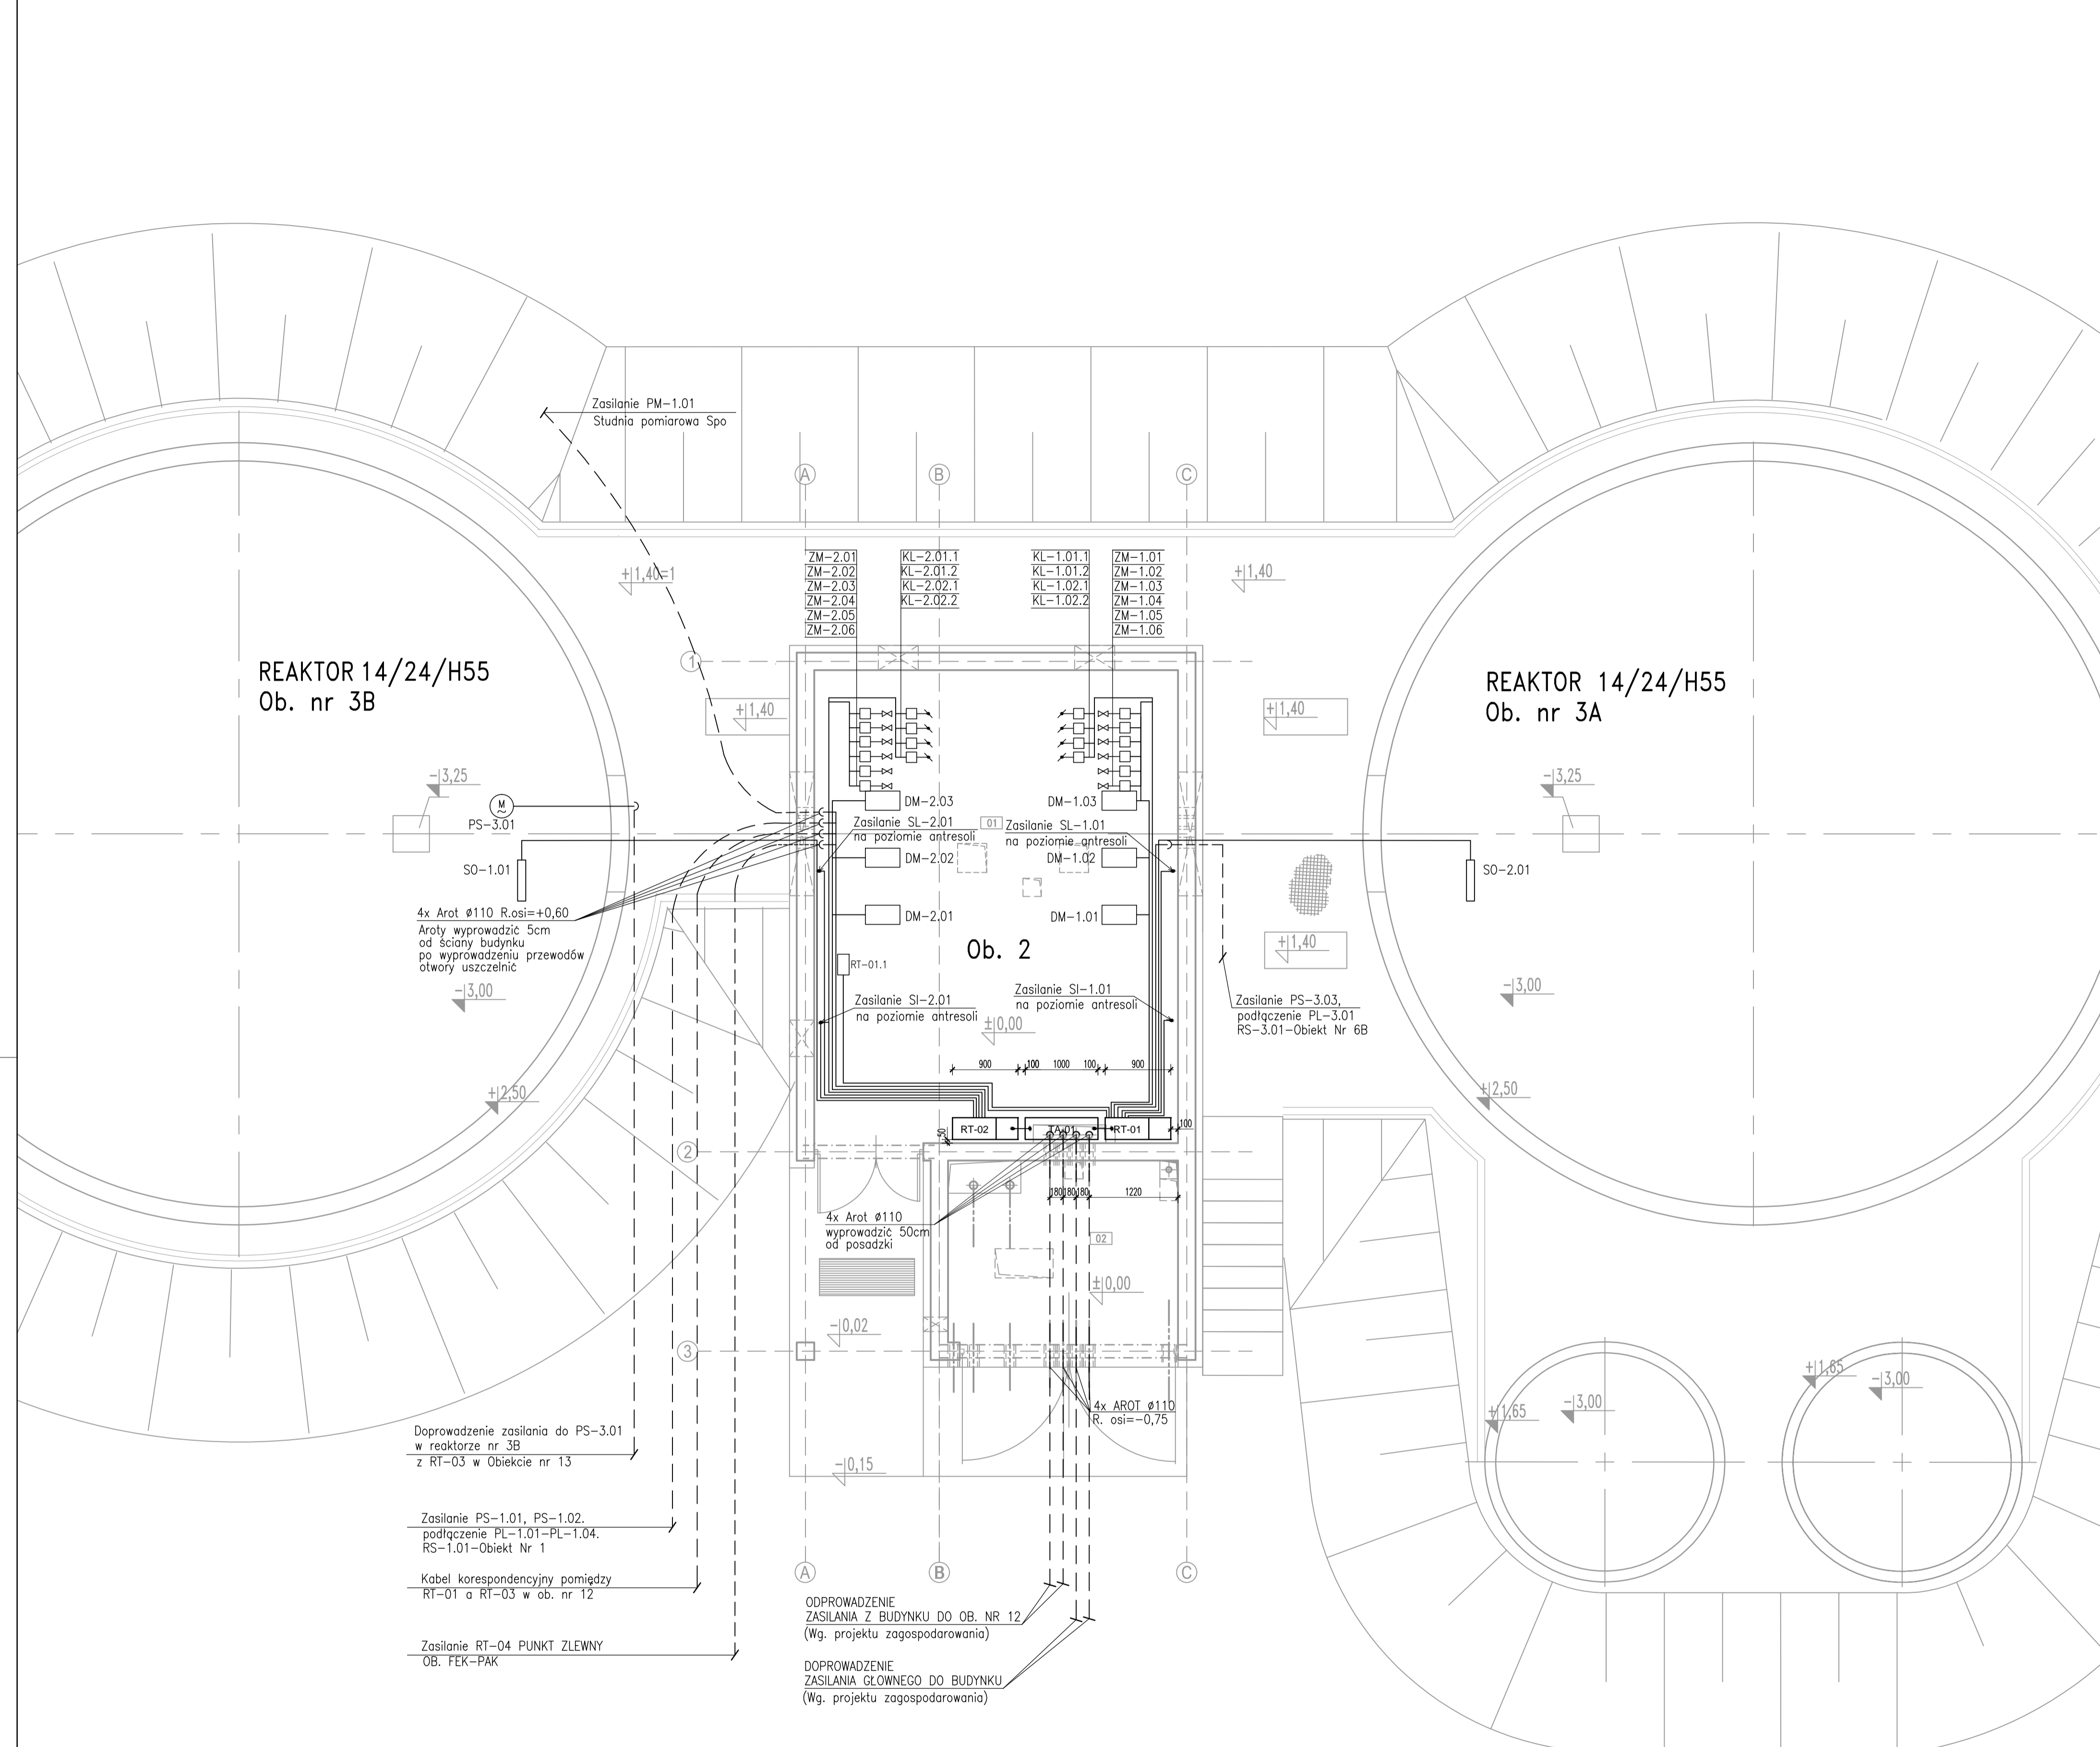 Zasilanie PM-1.01
Studnia pomiarowa Spo
A
B
C
ZM-2.01
ZM-2.02
ZM-2.03
ZM-2.04
ZM-2.05
ZM-2.06
KL-2.01.1
KL-2.01.2
KL-2.02.1
KL-2.02.2
KL-1.01.1
KL-1.01.2
KL-1.02.1
KL-1.02.2
ZM-1.01
ZM-1.02
ZM-1.03
ZM-1.04
ZM-1.05
ZM-1.06
+1,40=1
+1,40
1
REAKTOR 14/24/H55
Ob. nr 3B
REAKTOR 14/24/H55
Ob. nr 3A
+1,40
+1,40
-3,25
-3,25
M
~
PS-3.01
SO-1.01
SO-2.01
DM-2.03
DM-1.03
Zasilanie SL-2.01
na poziomie antresoli
01
Zasilanie SL-1.01
na poziomie antresoli
DM-2.02
DM-1.02
DM-2.01
DM-1.01
4x Arot ø110 R.osi=+0,60
Aroty wyprowadzić 5cm
od ściany budynku
po wyprowadzeniu przewodów
otwory uszczelnić
Ob. 2
+1,40
RT-01.1
-3,00
-3,00
Zasilanie SI-2.01
na poziomie antresoli
Zasilanie SI-1.01
na poziomie antresoli
Zasilanie PS-3.03,
podłączenie PL-3.01
RS-3.01-Obiekt Nr 6B
±0,00
900
100
1000
100
900
+2,50
+2,50
50
RT-02
TA-01
RT-01
100
2
180
180
180
1220
4x Arot ø110
wyprowadzić 50cm
od posadzki
02
±0,00
-0,02
3
+1,65
-3,00
+1,65
-3,00
4x AROT ø110
R. osi=-0,75
-0,15
Doprowadzenie zasilania do PS-3.01
w reaktorze nr 3B
z RT-03 w Obiekcie nr 13
Zasilanie PS-1.01, PS-1.02.
podłączenie PL-1.01-PL-1.04.
RS-1.01-Obiekt Nr 1
Kabel korespondencyjny pomiędzy
RT-01 a RT-03 w ob. nr 12
Zasilanie RT-04 PUNKT ZLEWNY
OB. FEK-PAK
A
B
C
ODPROWADZENIE
ZASILANIA Z BUDYNKU DO OB. NR 12
(Wg. projektu zagospodarowania)
DOPROWADZENIE
ZASILANIA GŁOWNEGO DO BUDYNKU
(Wg. projektu zagospodarowania)